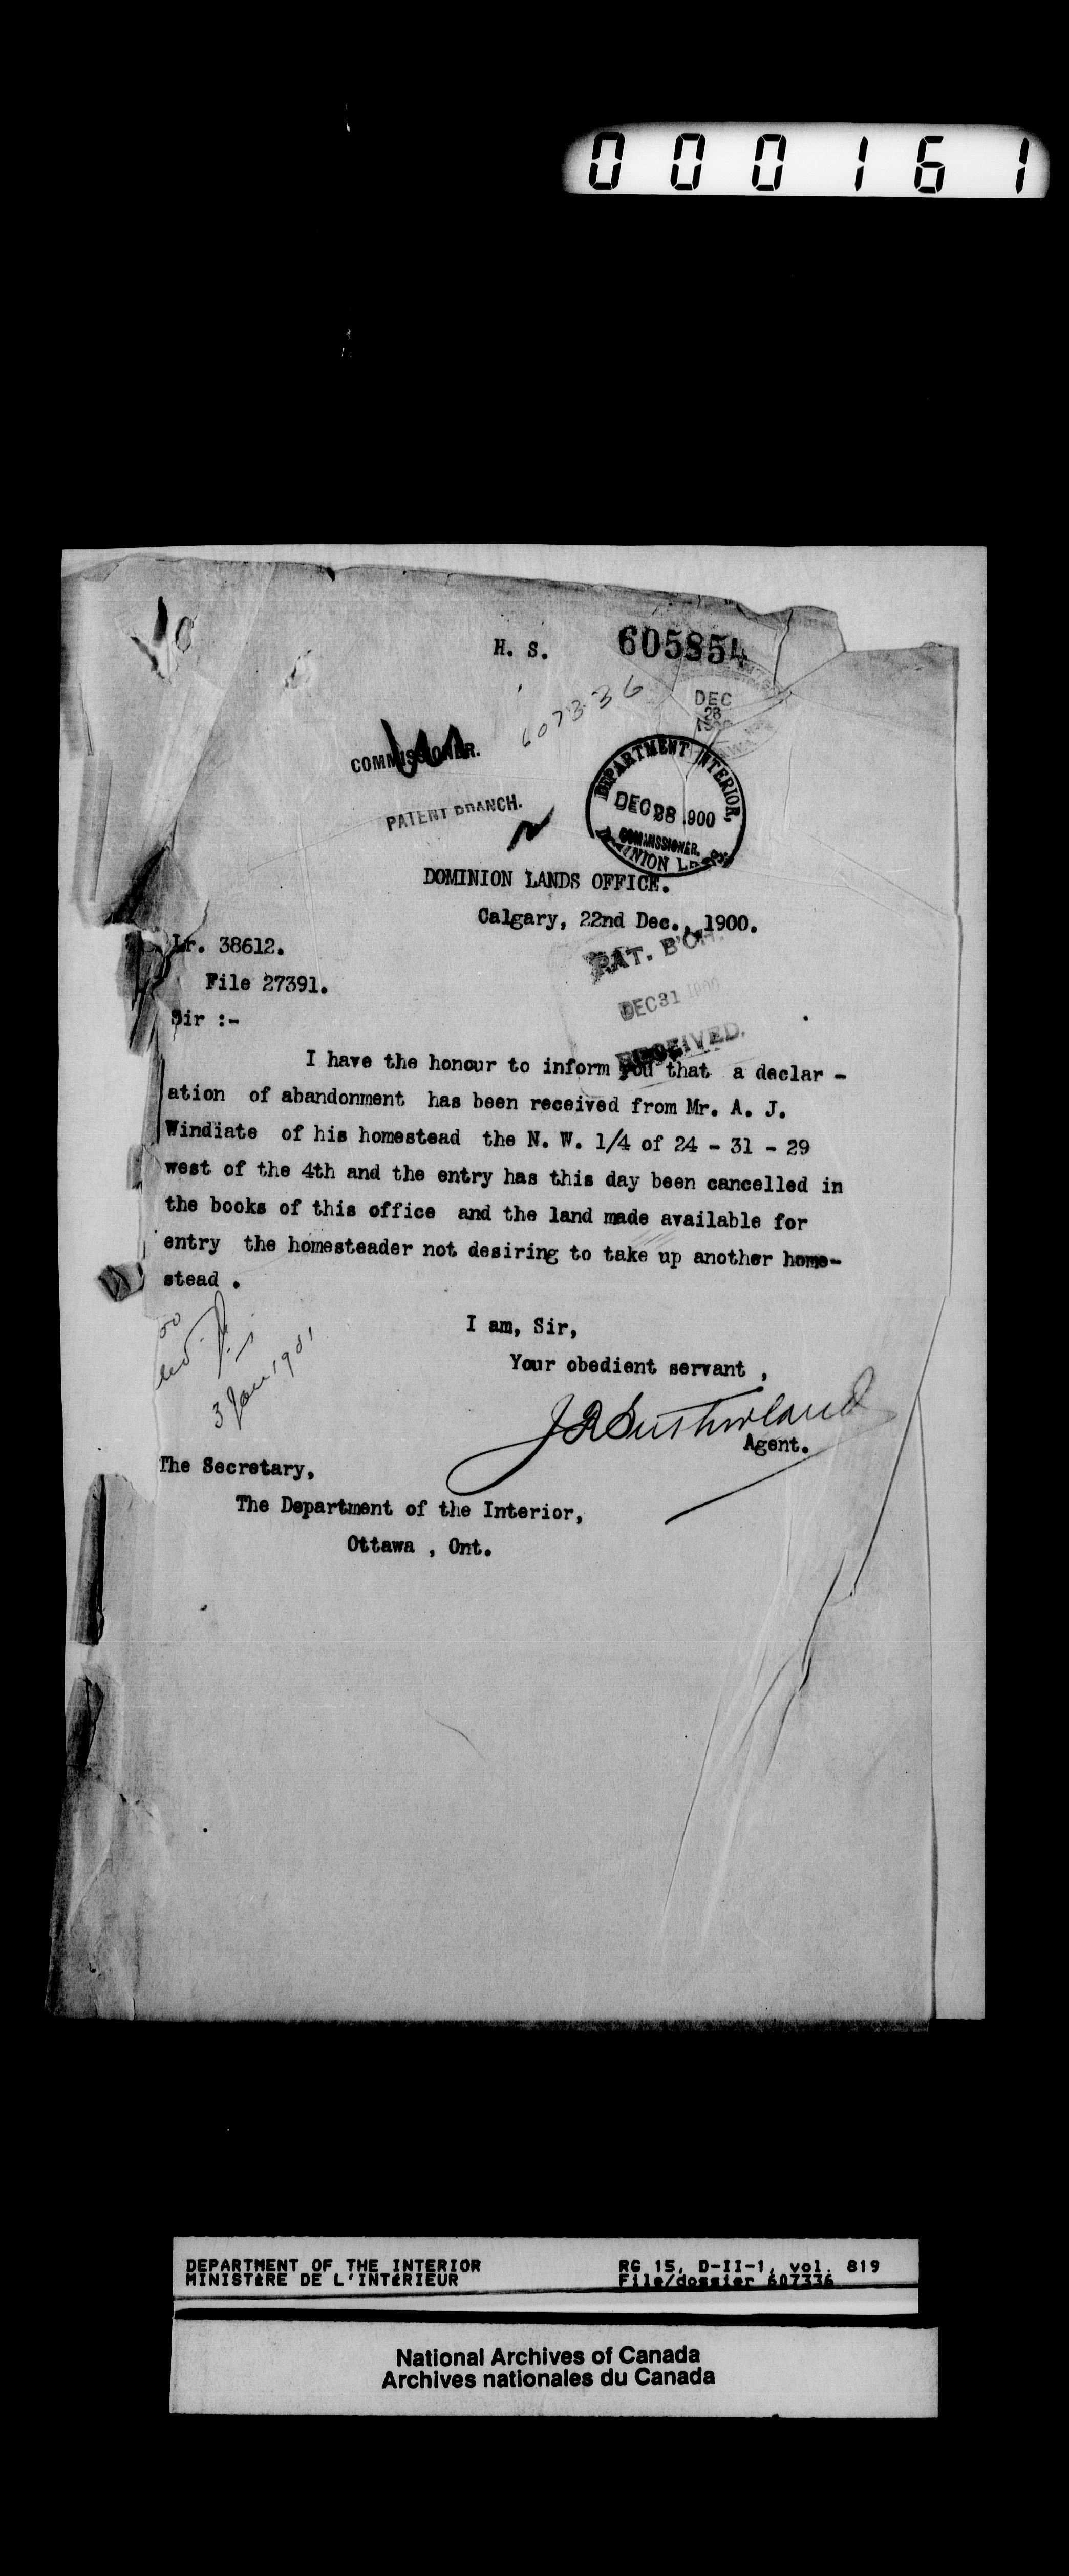 000161
H. S.
605854
607336
DEC
28
1900
COMMISSIONER.
PATENT BRANCH.
DEPARTMENT INTERIOR,
DEC 28 1900
COMMISSIONER.
DOMINION LANDS
DOMINION LANDS OFFICE.
Calgary, 22nd Dec., 1900.
Lr. 38612.
File 27391.
PAT. B'CH.
DEC 31 1900
RECEIVED.
Sir :-
I have the honour to inform you that a declar -
ation of abandonment has been received from Mr. A. J.
Windiate of his homestead the N. W. 1/4 of 24 - 31 - 29
west of the 4th and the entry has this day been cancelled in
the books of this office and the land made available for
entry the homesteader not desiring to take up another home-
stead .
I am, Sir,
Your obedient servant ,
J R Sutherland
Agent.
3 Jan 1901
The Secretary,
The Department of the Interior,
Ottawa , Ont.
DEPARTMENT OF THE INTERIOR
MINISTÈRE DE L'INTÉRIEUR
RG 15, D-II-1, vol. 819
File/dossier 607336
National Archives of Canada
Archives nationales du Canada